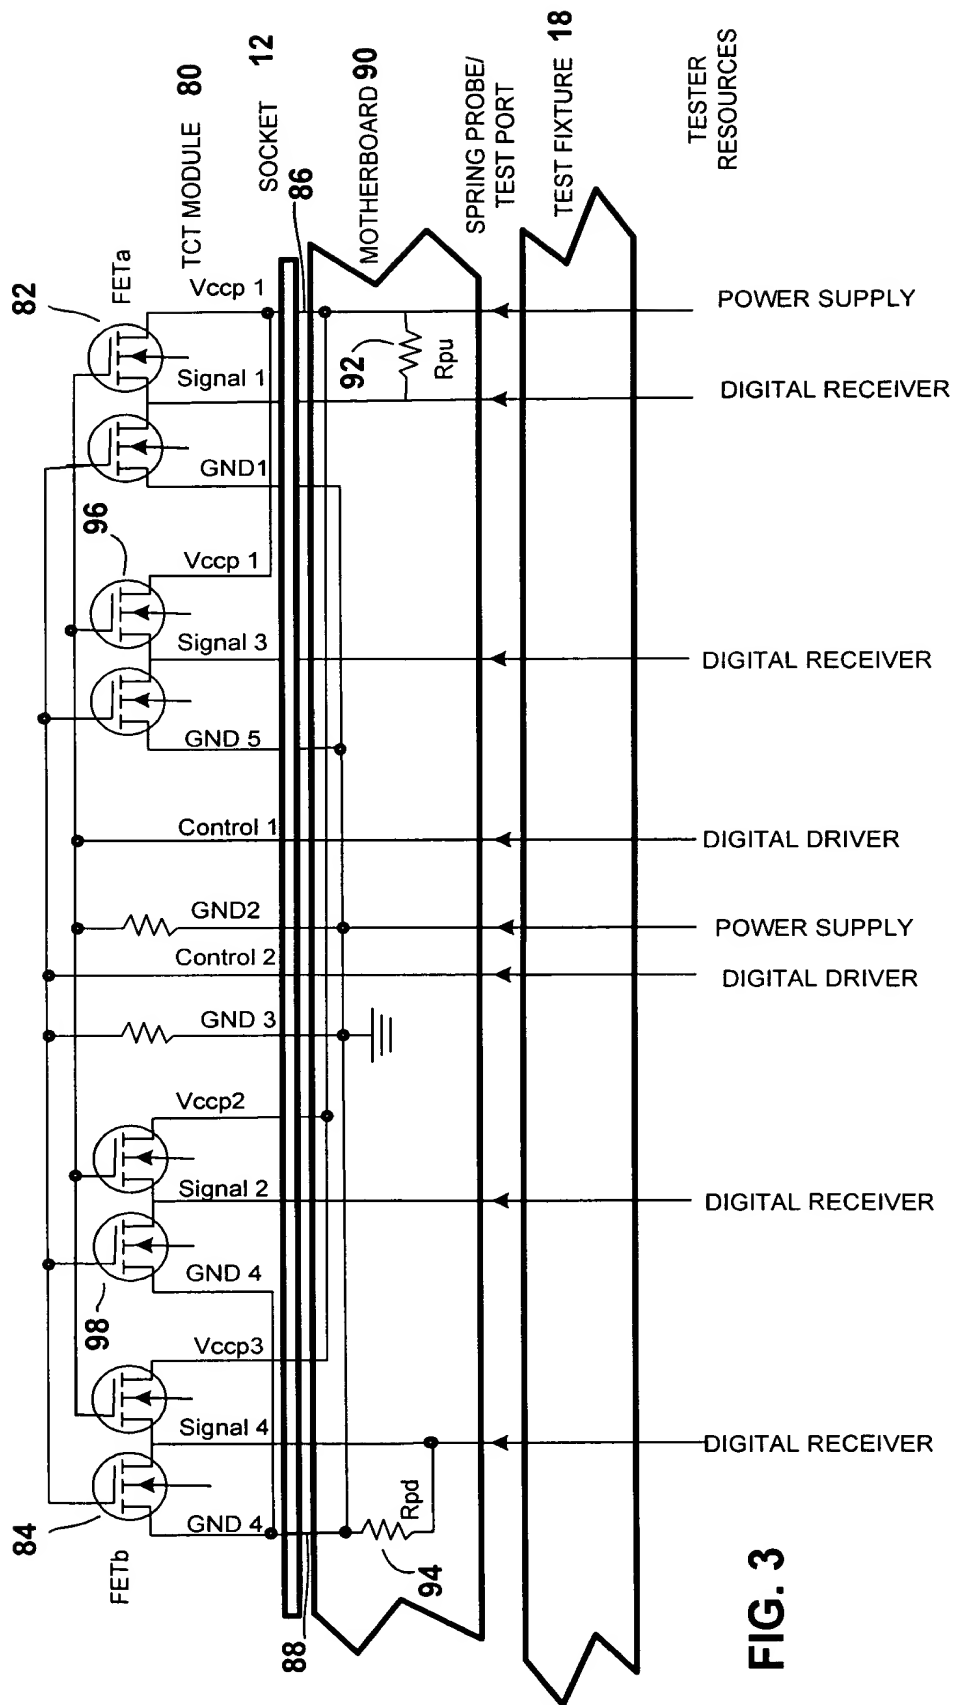 82
FETa
TCT MODULE 80
SOCKET 12
86
MOTHERBOARD 90
SPRING PROBE/
TEST PORT
TEST FIXTURE 18
TESTER
RESOURCES
Vccp 1
Signal 1
GND1
92
Rpu
POWER SUPPLY
DIGITAL RECEIVER
96
Vccp 1
Signal 3
GND 5
DIGITAL RECEIVER
Control 1
DIGITAL DRIVER
GND2
POWER SUPPLY
Control 2
DIGITAL DRIVER
GND 3
Vccp2
Signal 2
DIGITAL RECEIVER
GND 4
98
Vccp3
Signal 4
DIGITAL RECEIVER
GND 4
84
FETb
Rpd
94
88
FIG. 3